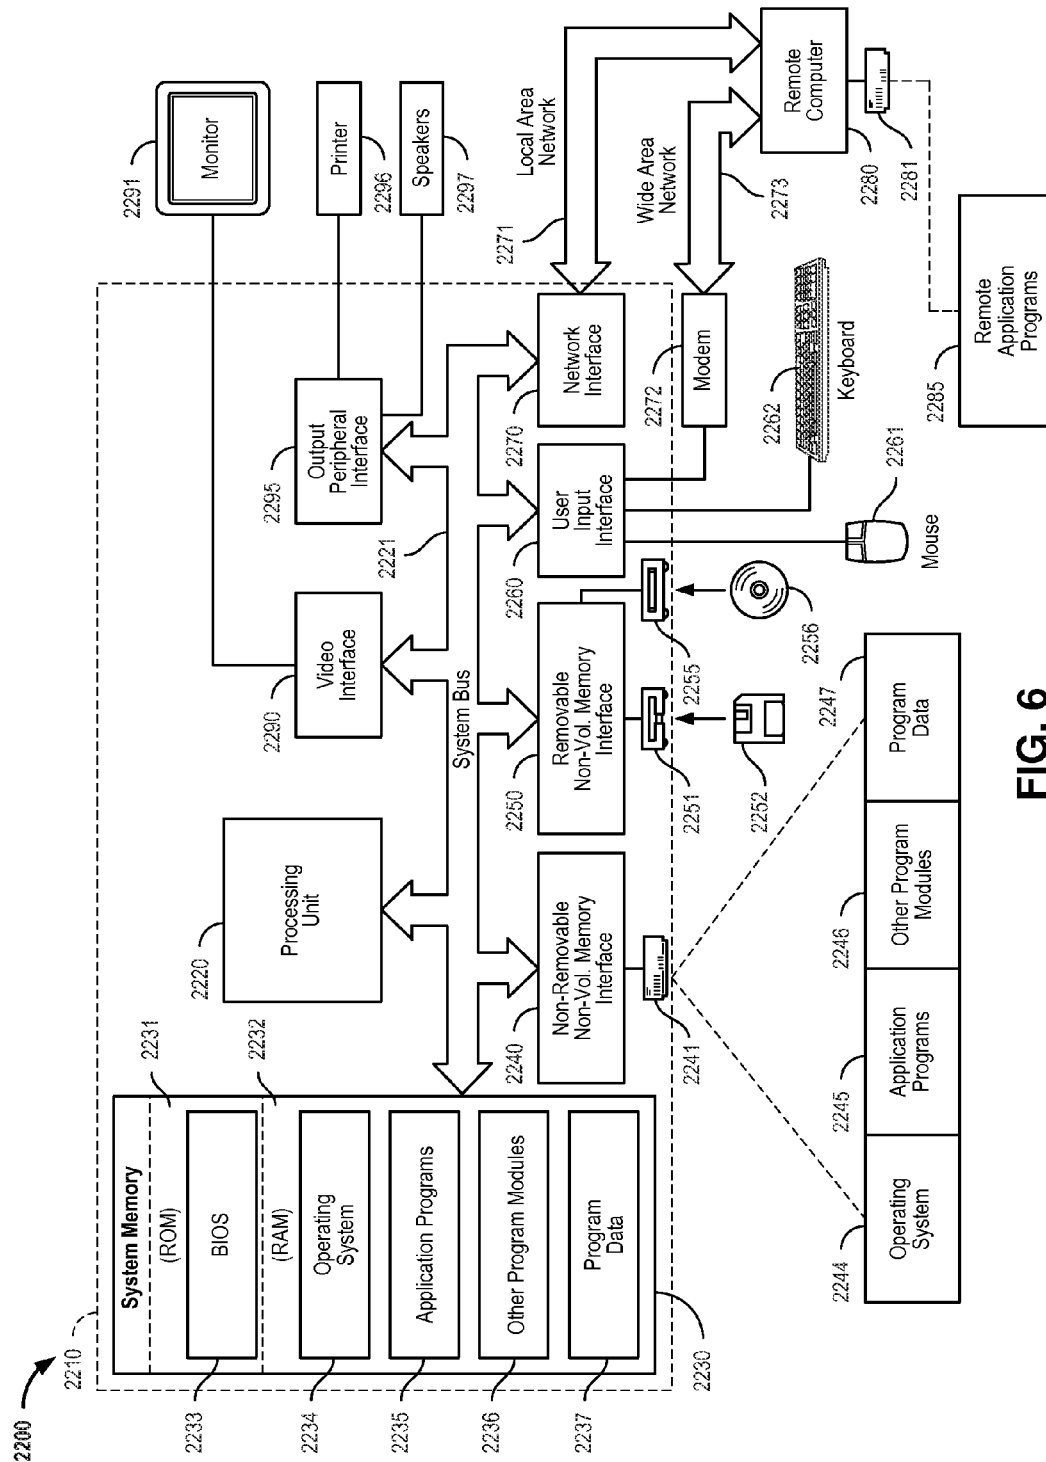 2200
2210
System Memory
(ROM)
2231
BIOS
2233
(RAM)
2232
Operating
System
2234
Application Programs
2235
Other Program Modules
2236
Program
Data
2237
2230
Processing
Unit
2220
Video
Interface
2290
Output
Peripheral
Interface
2295
Monitor
2291
Printer
2296
Speakers
2297
System Bus
2221
Non-Removable
Non-Vol. Memory
Interface
2240
Removable
Non-Vol. Memory
Interface
2250
User
Input
Interface
2260
Network
Interface
2270
Local Area
Network
2271
Modem
2272
Wide Area
Network
2273
Remote
Computer
2280
2281
2241
2251
2252
2255
2256
Mouse
2261
Keyboard
2262
Operating
System
2244
Application
Programs
2245
Other Program
Modules
2246
Program
Data
2247
Remote
Application
Programs
2285
FIG. 6